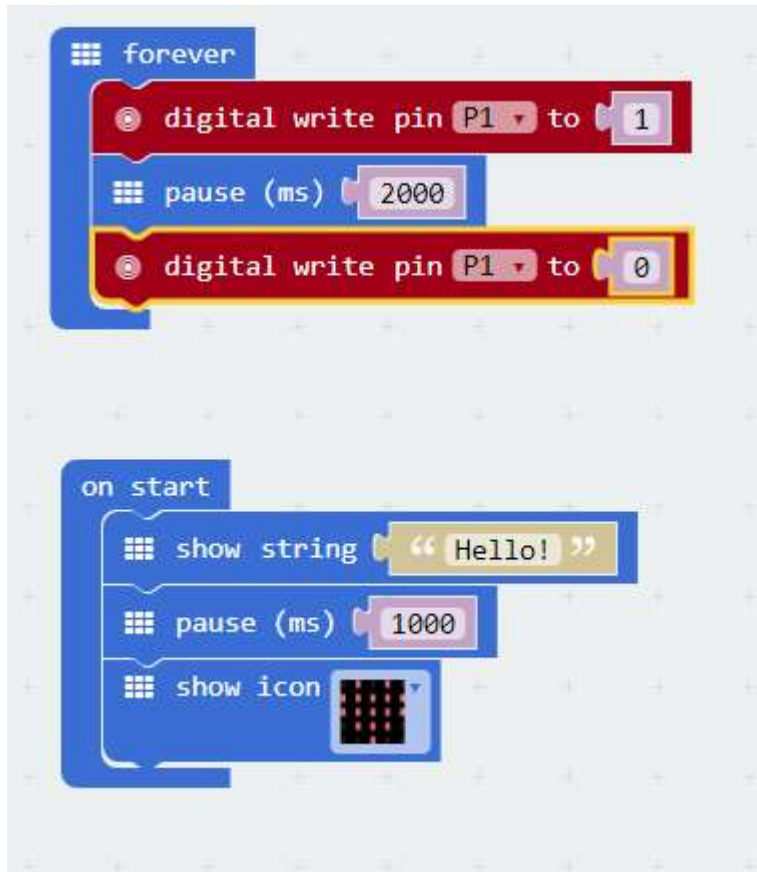 forever
digital write pin P1 to 1
pause (ms) 2000
digital write pin P1 to 0
on start
show string “ Hello! ”
pause (ms) 1000
show icon